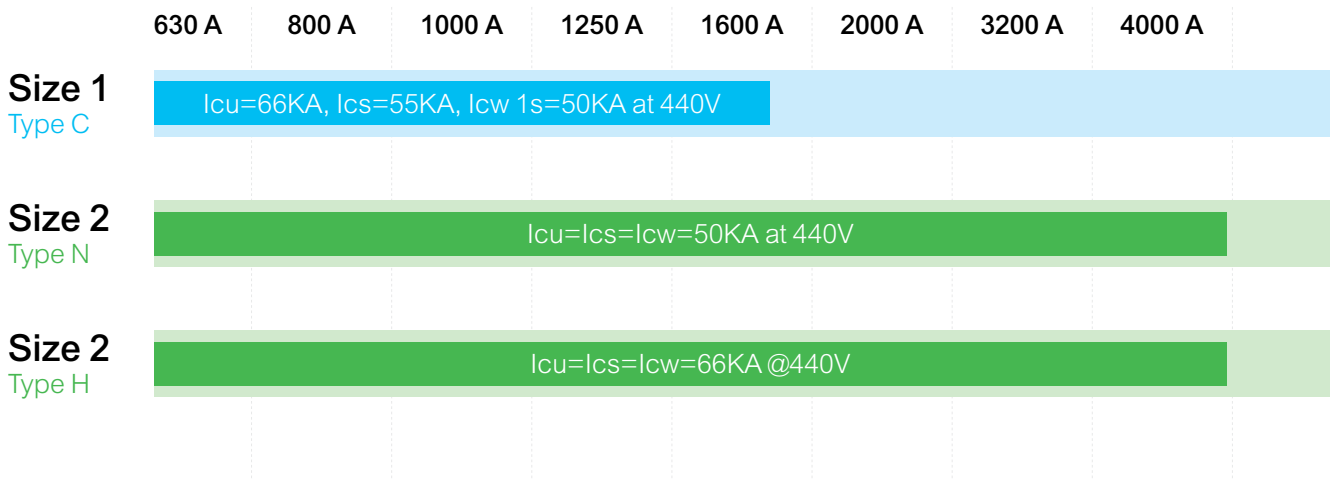 630 A 800 A 1000 A 1250 A 1600 A 2000 A 3200 A 4000 A
Size 1
Type C
Icu=66KA, Ics=55KA, Icw 1s=50KA at 440V
Size 2
Type N
Icu=Ics=Icw=50KA at 440V
Size 2
Type H
Icu=Ics=Icw=66KA @440V